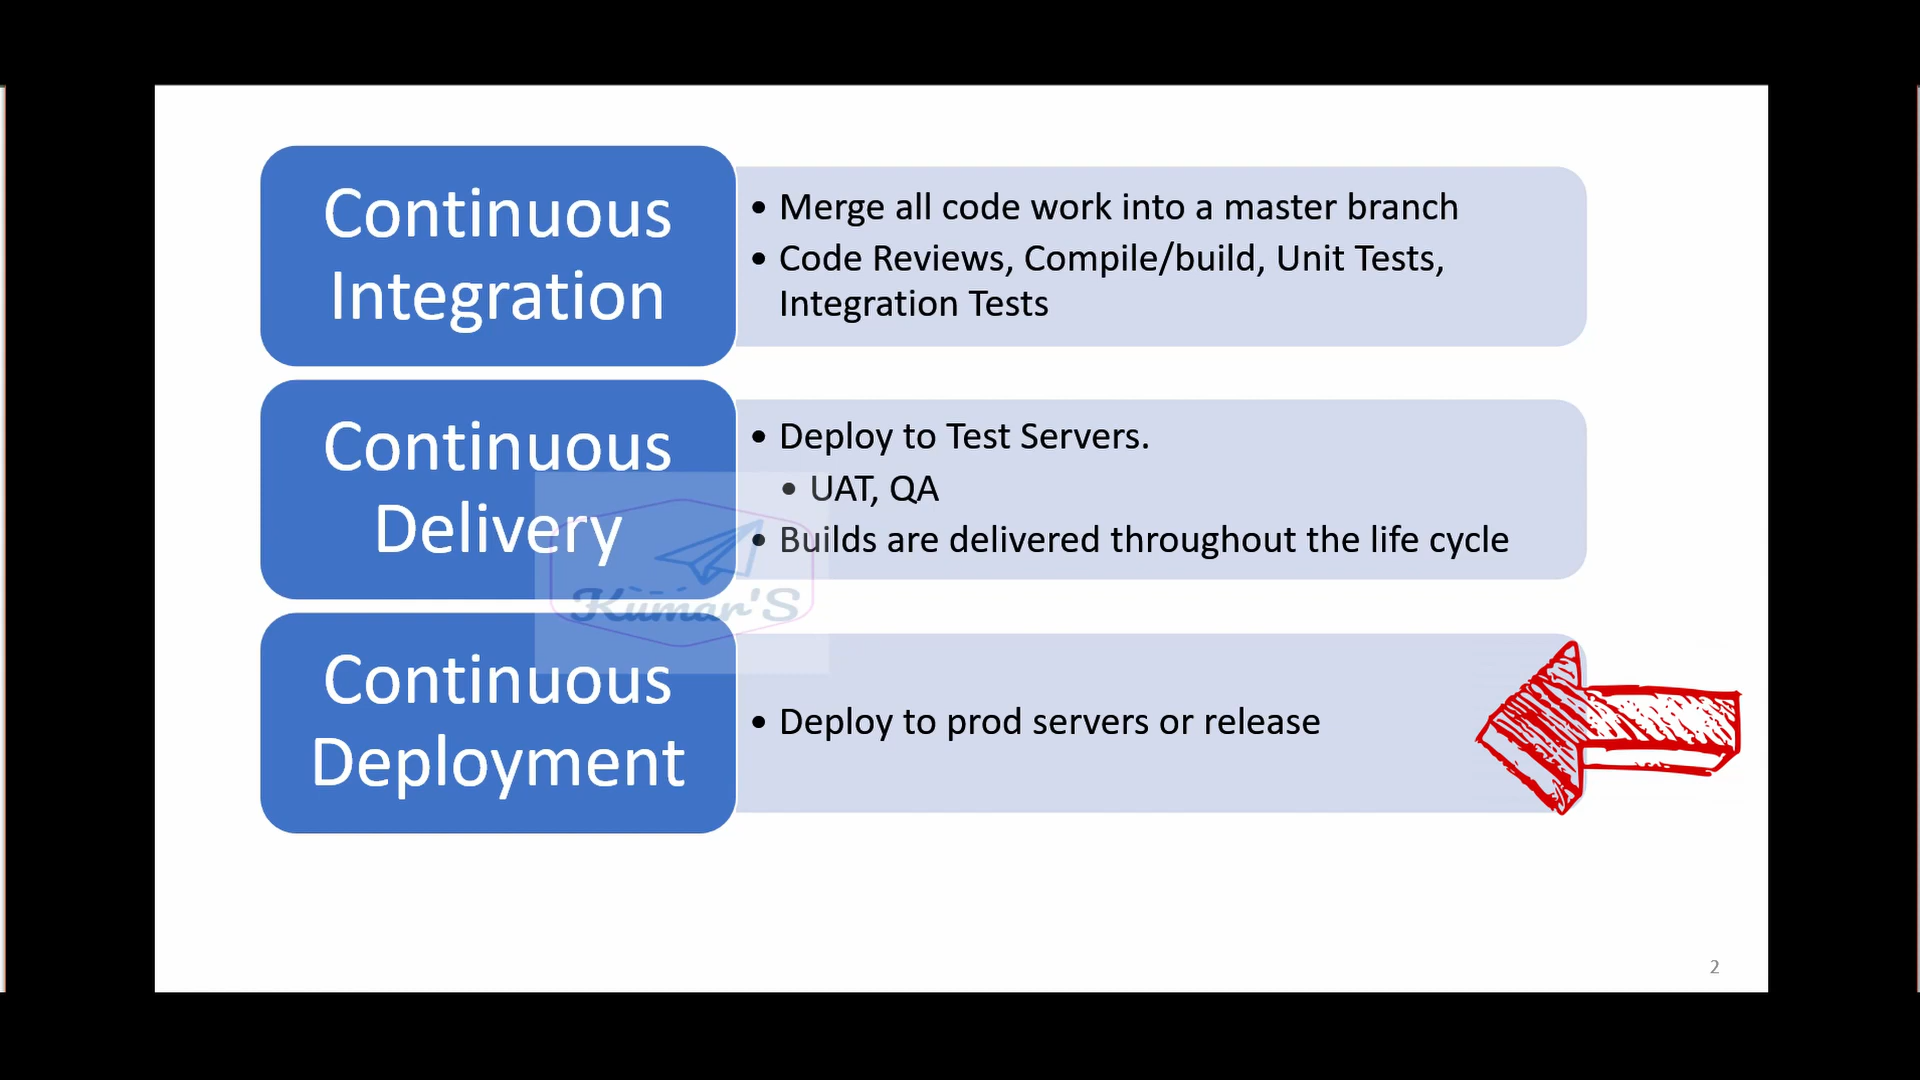 Continuous
Integration
• Merge all code work into a master branch
• Code Reviews, Compile/build, Unit Tests,
Integration Tests
Continuous
Delivery
• Deploy to Test Servers.
• UAT, QA
• Builds are delivered throughout the life cycle
Kumar'S
Continuous
Deployment
• Deploy to prod servers or release
2